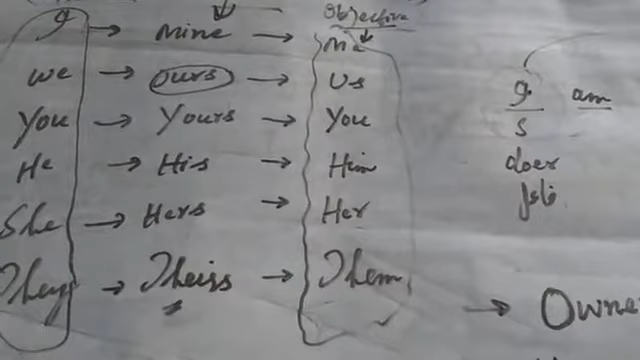 Objective
I → Mine → Me
We → Ours → Us
You → Yours → You
He → His → Him
She → Hers → Her
They → Theirs → Them
I am
S
doer
→ Owne